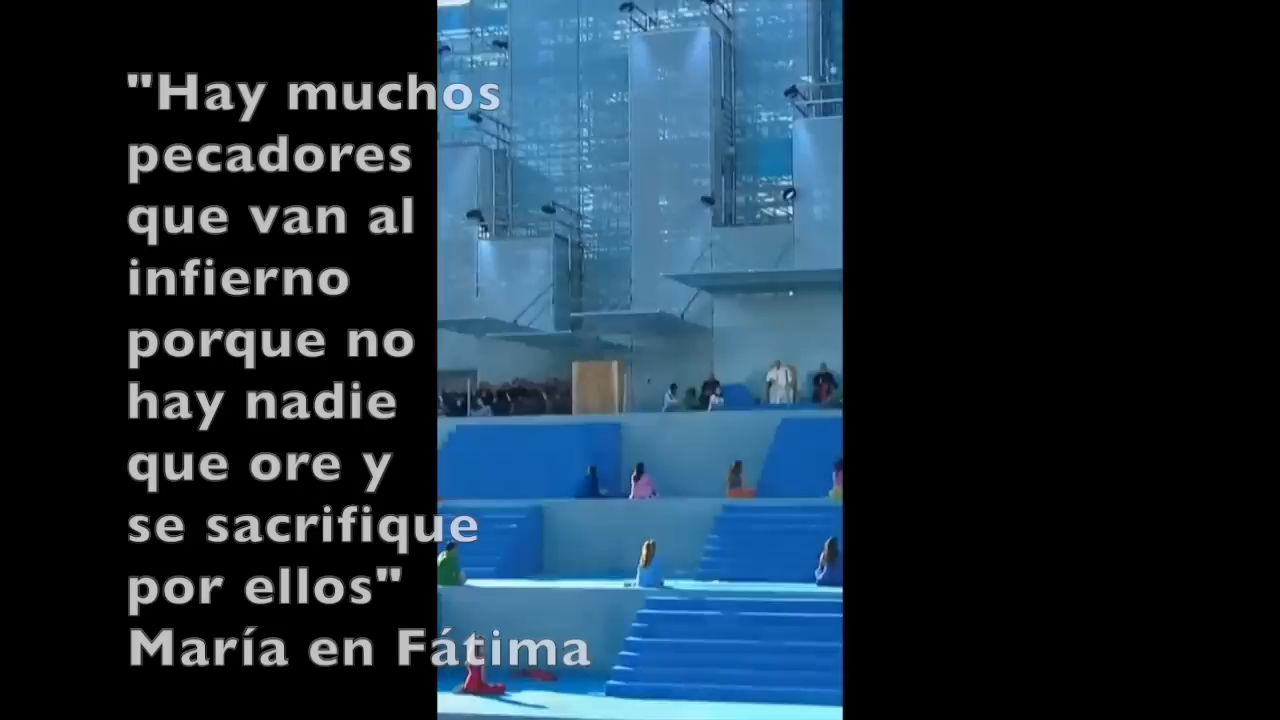 "Hay muchos
pecadores
que van al
infierno
porque no
hay nadie
que ore y
se sacrifique
por ellos"
María en Fátima